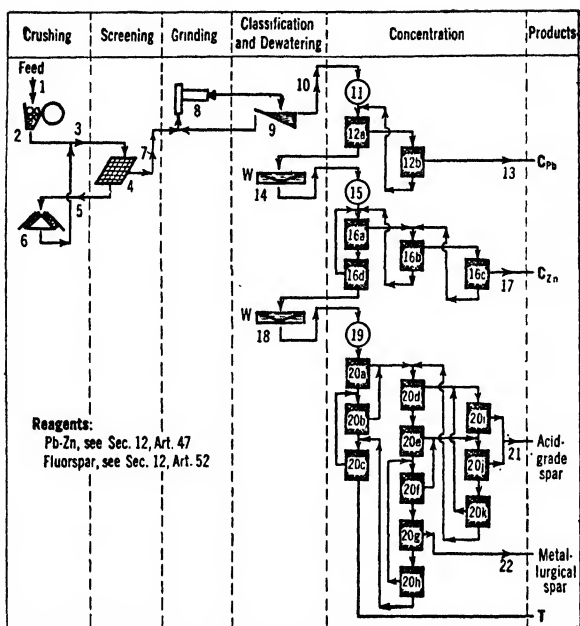 Crushing
Screening
Grinding
Classification and Dewatering
Concentration
Products
Feed
1
2
3
4
5
6
7
8
9
10
11
12a
12b
13
C_Pb
W
14
15
16a
16b
16c
16d
17
C_Zn
W
18
19
20a
20b
20c
20d
20e
20f
20g
20h
20i
20j
20k
21
Acid-
grade
spar
22
Metal-
lurgical
spar
T
Reagents:
Pb-Zn, see Sec. 12, Art. 47
Fluorspar, see Sec. 12, Art. 52